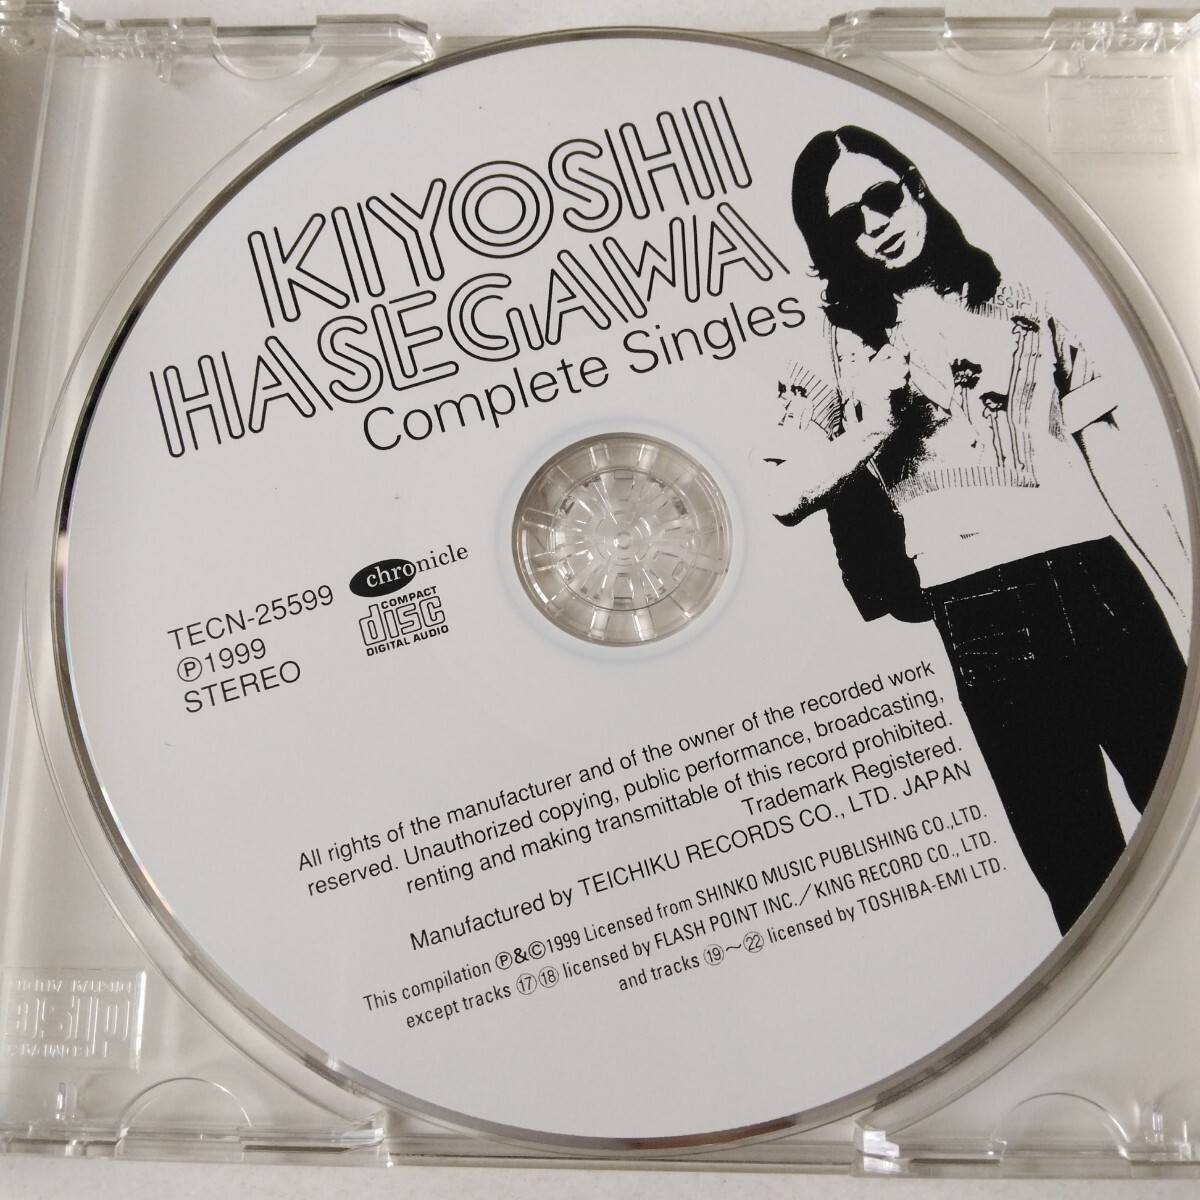 KIYOSHI
HASEGAWA
Complete Singles
TECN-25599
Ⓟ1999
STEREO
chronicle
COMPACT
disc
DIGITAL AUDIO
All rights of the manufacturer and of the owner of the recorded work
reserved. Unauthorized copying, public performance, broadcasting,
renting and making transmittable of this record prohibited.
Trademark Registered.
Manufactured by TEICHIKU RECORDS CO., LTD. JAPAN
This compilation Ⓟ&©1999 Licensed from SHINKO MUSIC PUBLISHING CO.,LTD.
except tracks ⑰⑱ licensed by FLASH POINT INC./KING RECORD CO., LTD.
and tracks ⑲～㉒ licensed by TOSHIBA-EMI LTD.